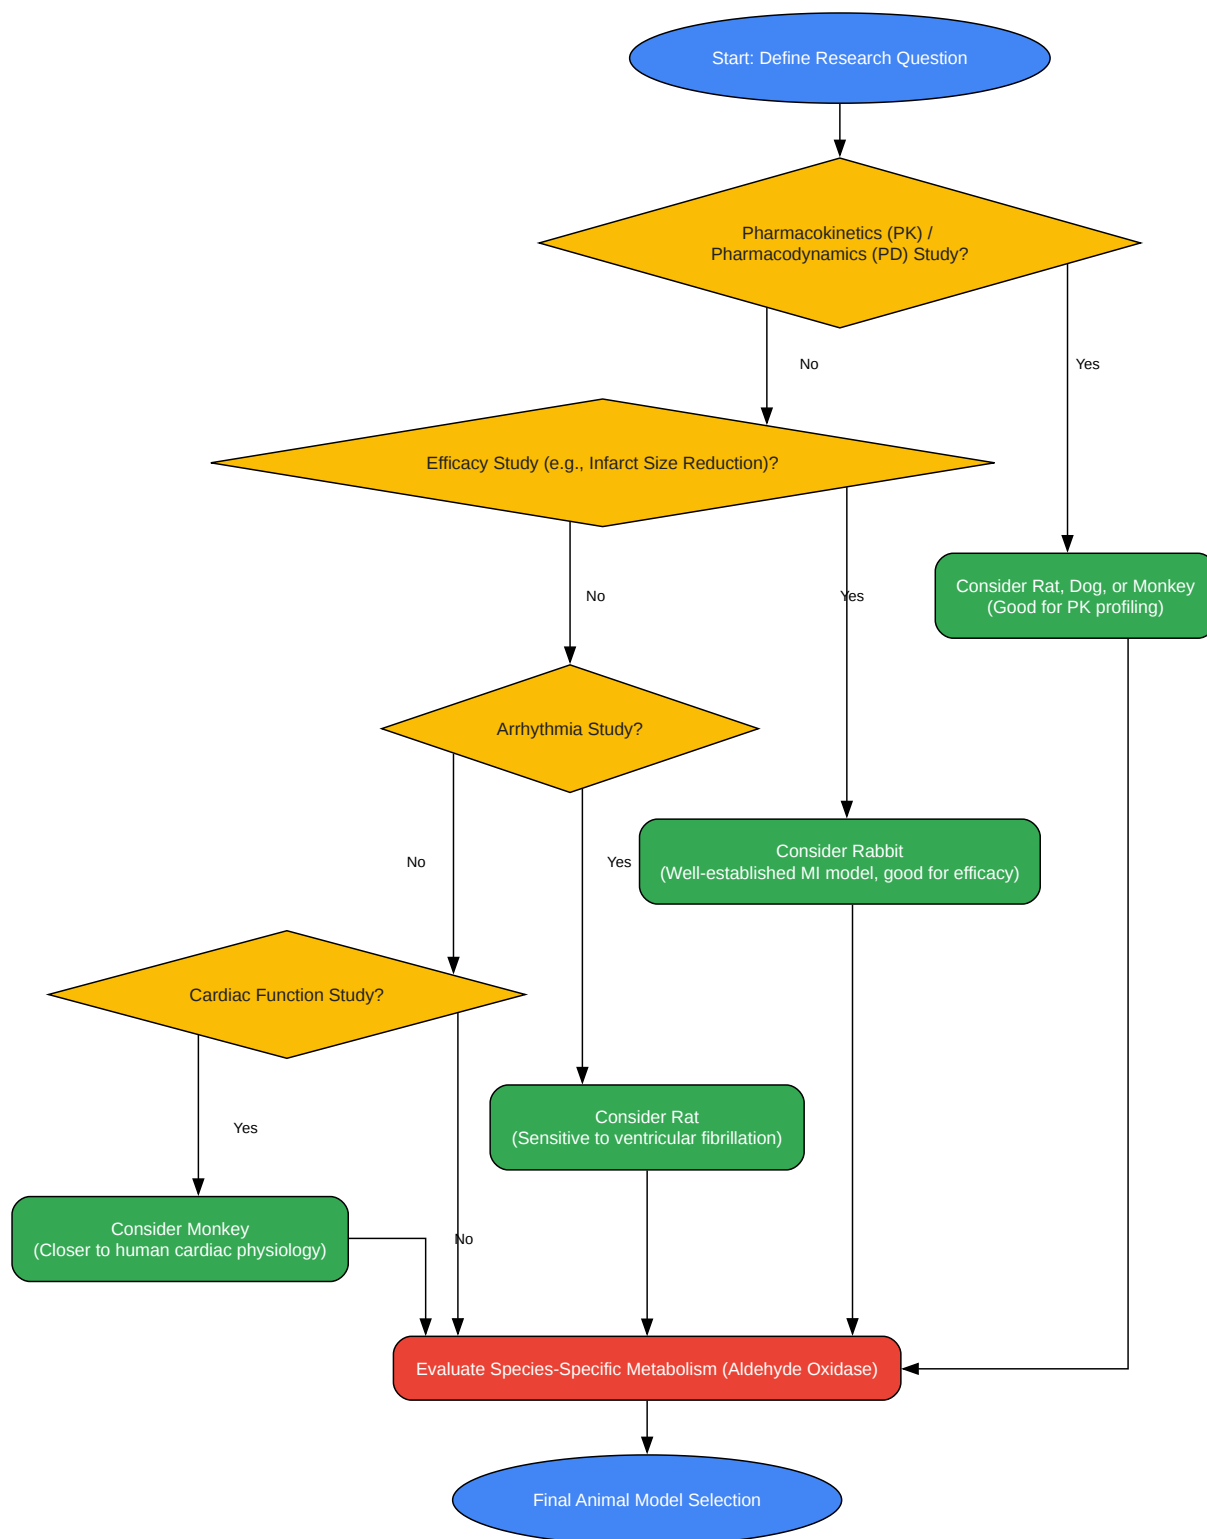 Start: Define Research Question
Pharmacokinetics (PK) /
Pharmacodynamics (PD) Study?
No
Yes
Efficacy Study (e.g., Infarct Size Reduction)?
Consider Rat, Dog, or Monkey
(Good for PK profiling)
No
Yes
Arrhythmia Study?
Consider Rabbit
(Well-established MI model, good for efficacy)
No
Yes
Cardiac Function Study?
Consider Rat
(Sensitive to ventricular fibrillation)
Yes
Consider Monkey
(Closer to human cardiac physiology)
No
Evaluate Species-Specific Metabolism (Aldehyde Oxidase)
Final Animal Model Selection